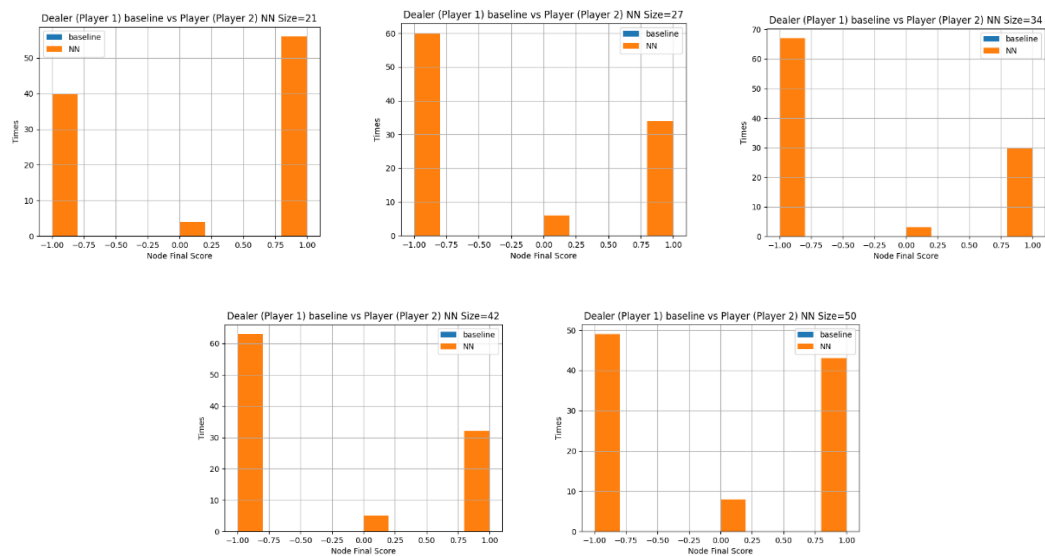 Dealer (Player 1) baseline vs Player (Player 2) NN Size=21
baseline
NN
50
40
30
20
10
0
Times
−1.00 −0.75 −0.50 −0.25 0.00 0.25 0.50 0.75 1.00
Node Final Score
Dealer (Player 1) baseline vs Player (Player 2) NN Size=27
baseline
NN
60
50
40
30
20
10
0
Times
−1.00 −0.75 −0.50 −0.25 0.00 0.25 0.50 0.75 1.00
Node Final Score
Dealer (Player 1) baseline vs Player (Player 2) NN Size=34
baseline
NN
70
60
50
40
30
20
10
0
Times
−1.00 −0.75 −0.50 −0.25 0.00 0.25 0.50 0.75 1.00
Node Final Score
Dealer (Player 1) baseline vs Player (Player 2) NN Size=42
baseline
NN
60
50
40
30
20
10
0
Times
−1.00 −0.75 −0.50 −0.25 0.00 0.25 0.50 0.75 1.00
Node Final Score
Dealer (Player 1) baseline vs Player (Player 2) NN Size=50
baseline
NN
50
40
30
20
10
0
Times
−1.00 −0.75 −0.50 −0.25 0.00 0.25 0.50 0.75 1.00
Node Final Score